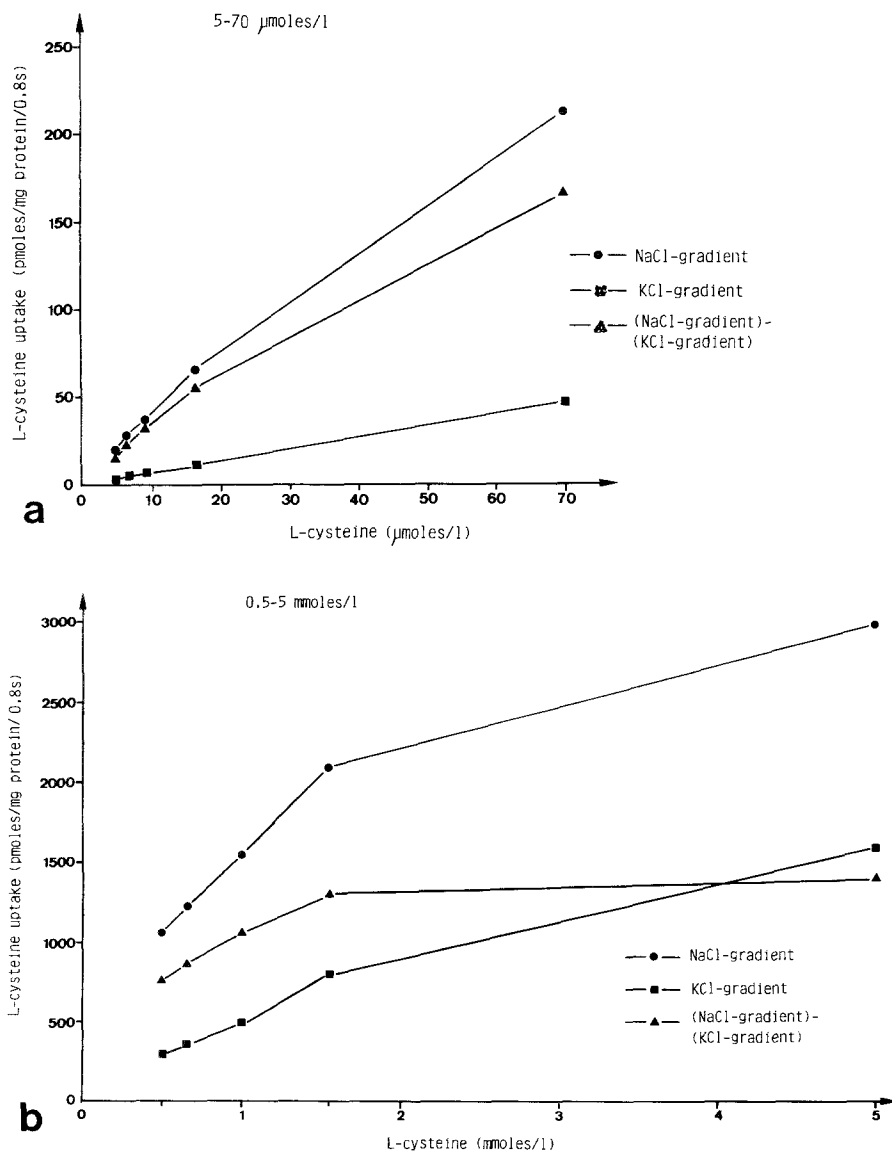 5-70 µmoles/l
L-cysteine uptake (pmoles/mg protein/0.8s)
250
200
150
100
50
0
0 10 20 30 40 50 60 70
L-cysteine (µmoles/l)
NaCl-gradient
KCl-gradient
(NaCl-gradient)-
(KCl-gradient)
a
0.5-5 mmoles/l
L-cysteine uptake (pmoles/mg protein/ 0.8s)
3000
2500
2000
1500
1000
500
0
0 1 2 3 4 5
L-cysteine (mmoles/l)
NaCl-gradient
KCl-gradient
(NaCl-gradient)-
(KCl-gradient)
b